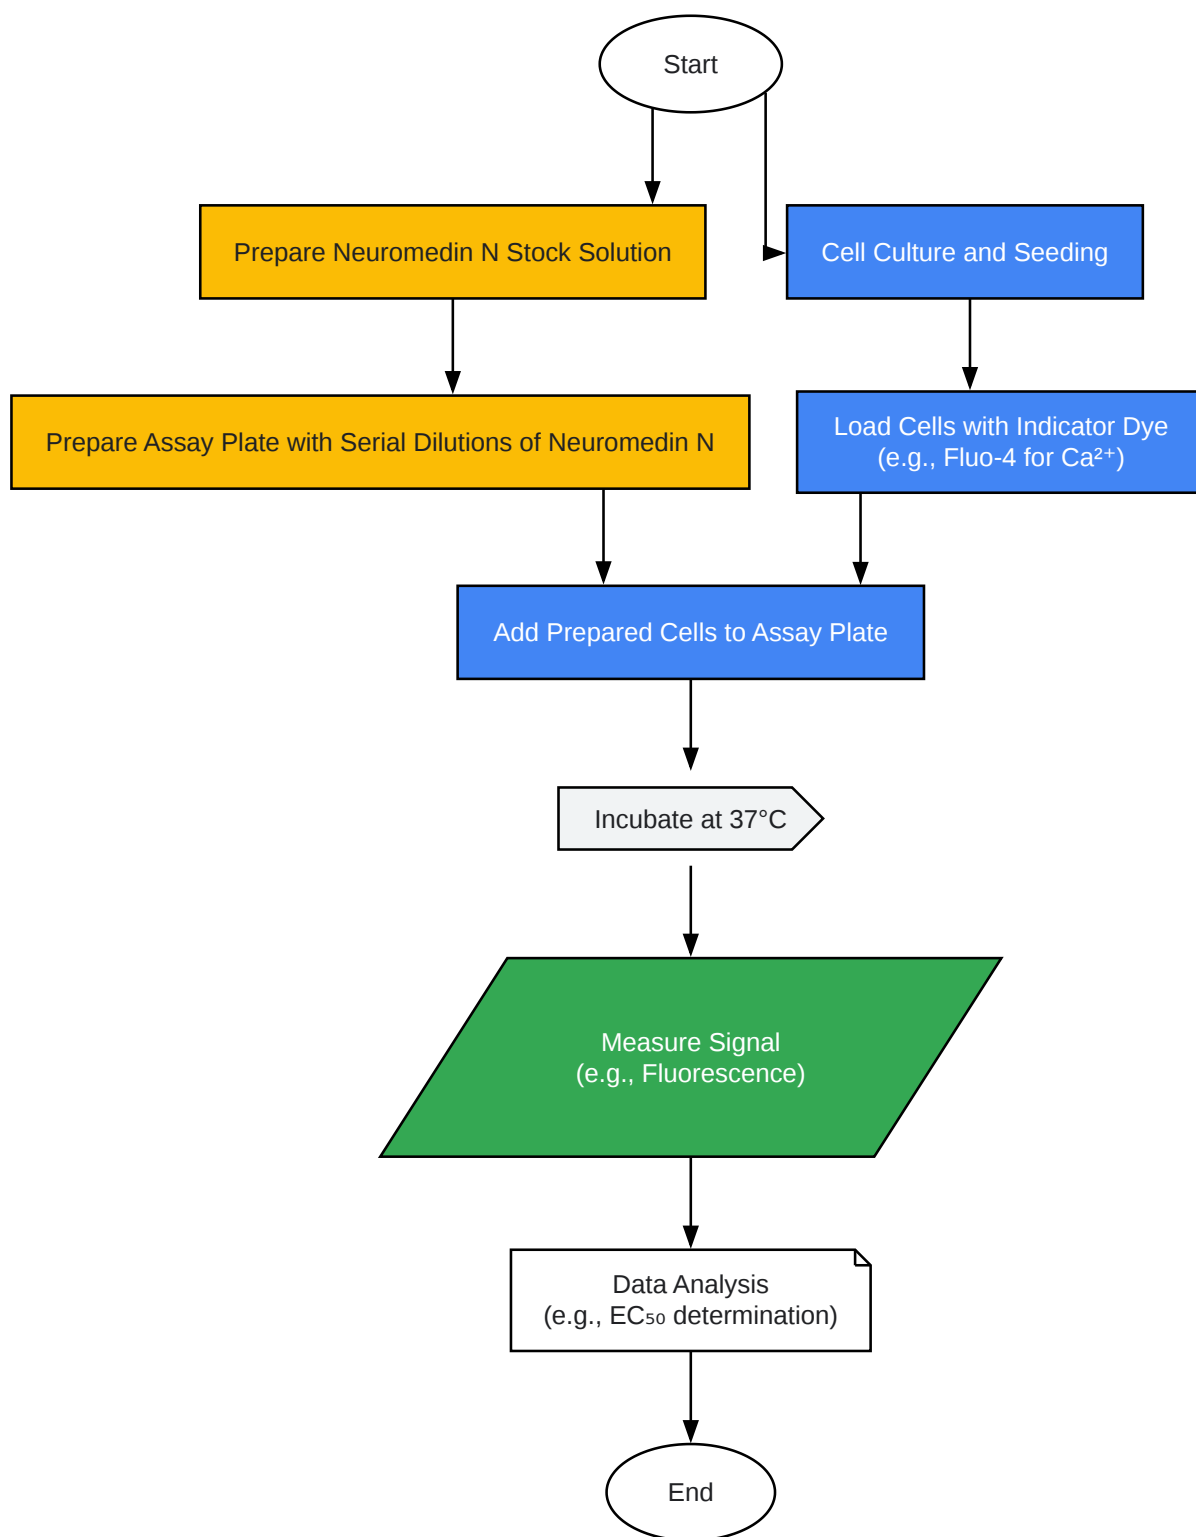 Start
Prepare Neuromedin N Stock Solution
Cell Culture and Seeding
Prepare Assay Plate with Serial Dilutions of Neuromedin N
Load Cells with Indicator Dye
(e.g., Fluo-4 for Ca²⁺)
Add Prepared Cells to Assay Plate
Incubate at 37°C
Measure Signal
(e.g., Fluorescence)
Data Analysis
(e.g., EC₅₀ determination)
End